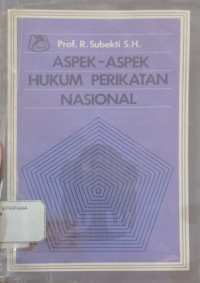 Prof. R. Subekti S.H.
ASPEK-ASPEK
HUKUM PERIKATAN
NASIONAL